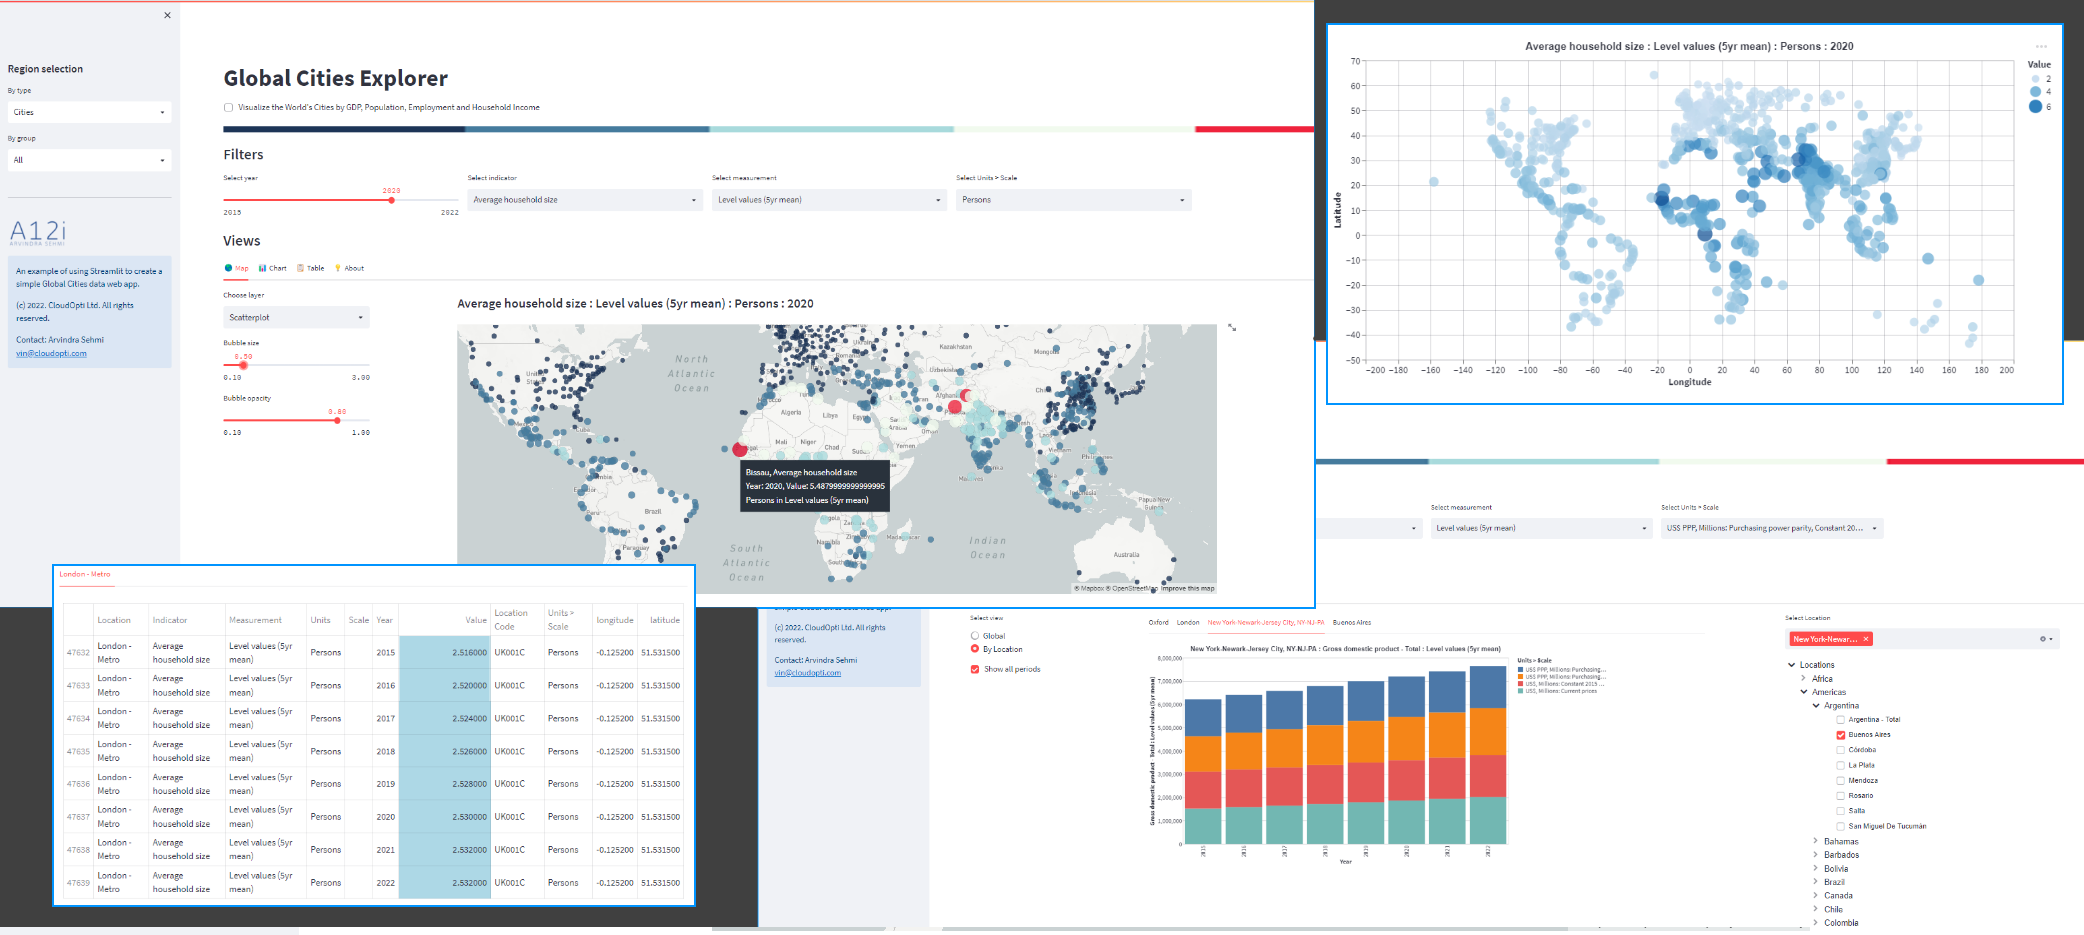 ×
Region selection
By type
Cities
By group
All
A12i
ARVINDRA SEHMI
An example of using Streamlit to create a
simple Global Cities data web app.
(c) 2022. CloudOpti Ltd. All rights
reserved.
Contact: Arvindra Sehmi
vin@cloudopti.com
Global Cities Explorer
Visualize the World's Cities by GDP, Population, Employment and Household Income
Filters
Select year
2020
2015 2022
Select indicator
Average household size
Select measurement
Level values (5yr mean)
Select Units > Scale
Persons
Views
Map Chart Table About
Choose layer
Scatterplot
Bubble size
0.50
0.10 3.00
Bubble opacity
0.80
0.10 1.00
Average household size : Level values (5yr mean) : Persons : 2020
North
Atlantic
Ocean
Kazakhstan
Algeria
Libya
Mali
Niger
Chad
Yemen
Brazil
Paraguay
Papua New
Guinea
Australia
South
Atlantic
Ocean
Indian
Ocean
Bissau, Average household size
Year: 2020, Value: 5.4879999999999995
Persons in Level values (5yr mean)
© Mapbox © OpenStreetMap Improve this map
Average household size : Level values (5yr mean) : Persons : 2020
Value
2
4
6
70
60
50
40
30
20
10
0
−10
−20
−30
−40
−50
−200 −180 −160 −140 −120 −100 −80 −60 −40 −20 0 20 40 60 80 100 120 140 160 180 200
Latitude
Longitude
Select measurement
Level values (5yr mean)
Select Units > Scale
US$ PPP, Millions: Purchasing power parity, Constant 20...
London - Metro
Location Indicator Measurement Units Scale Year Value Location Code Units > Scale longitude latitude
47632 London - Metro Average household size Level values (5yr mean) Persons 2015 2.516000 UK001C Persons -0.125200 51.531500
47633 London - Metro Average household size Level values (5yr mean) Persons 2016 2.520000 UK001C Persons -0.125200 51.531500
47634 London - Metro Average household size Level values (5yr mean) Persons 2017 2.524000 UK001C Persons -0.125200 51.531500
47635 London - Metro Average household size Level values (5yr mean) Persons 2018 2.526000 UK001C Persons -0.125200 51.531500
47636 London - Metro Average household size Level values (5yr mean) Persons 2019 2.528000 UK001C Persons -0.125200 51.531500
47637 London - Metro Average household size Level values (5yr mean) Persons 2020 2.530000 UK001C Persons -0.125200 51.531500
47638 London - Metro Average household size Level values (5yr mean) Persons 2021 2.532000 UK001C Persons -0.125200 51.531500
47639 London - Metro Average household size Level values (5yr mean) Persons 2022 2.532000 UK001C Persons -0.125200 51.531500
(c) 2022. CloudOpti Ltd. All rights
reserved.
Contact: Arvindra Sehmi
vin@cloudopti.com
Select view
Global
By Location
Show all periods
Oxford London New York-Newark-Jersey City, NY-NJ-PA Buenos Aires
New York-Newark-Jersey City, NY-NJ-PA : Gross domestic product - Total : Level values (5yr mean)
8,000,000
7,000,000
6,000,000
5,000,000
4,000,000
3,000,000
2,000,000
1,000,000
0
Gross domestic product - Total : Level values (5yr mean)
2015 2016 2017 2018 2019 2020 2021 2022
Year
Units > Scale
US$ PPP, Millions: Purchasing...
US$ PPP, Millions: Purchasing...
US$, Millions: Constant 2015 ...
US$, Millions: Current prices
Select Location
New York-Newar... ×
Locations
Africa
Americas
Argentina
Argentina - Total
Buenos Aires
Córdoba
La Plata
Mendoza
Rosario
Salta
San Miguel De Tucumán
Bahamas
Barbados
Bolivia
Brazil
Canada
Chile
Colombia